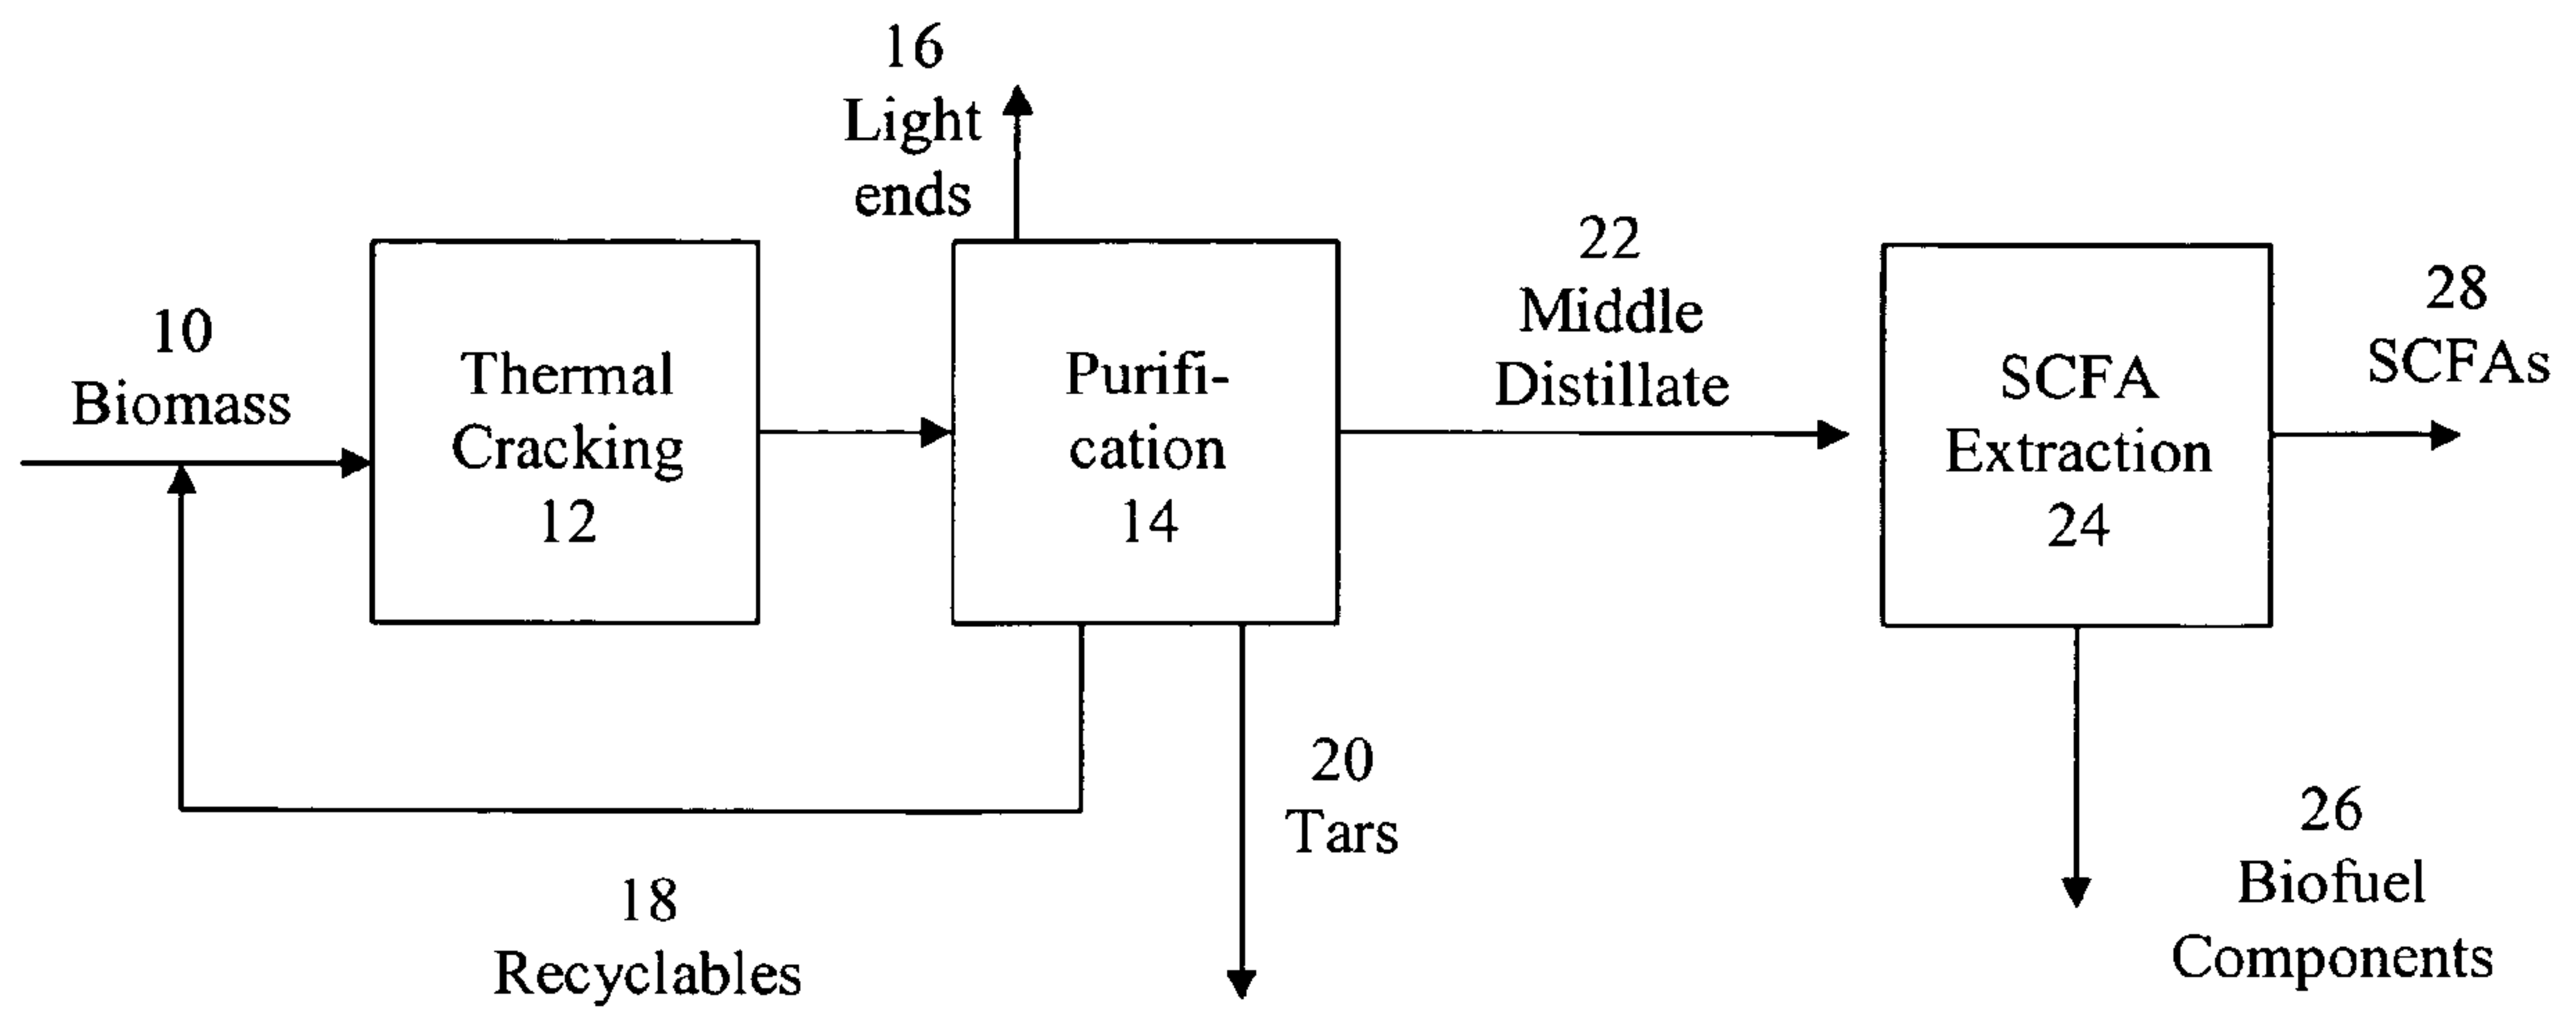 16
Light
ends
10
Biomass
Thermal
Cracking
12
Purifi-
cation
14
22
Middle
Distillate
SCFA
Extraction
24
28
SCFAs
18
Recyclables
20
Tars
26
Biofuel
Components